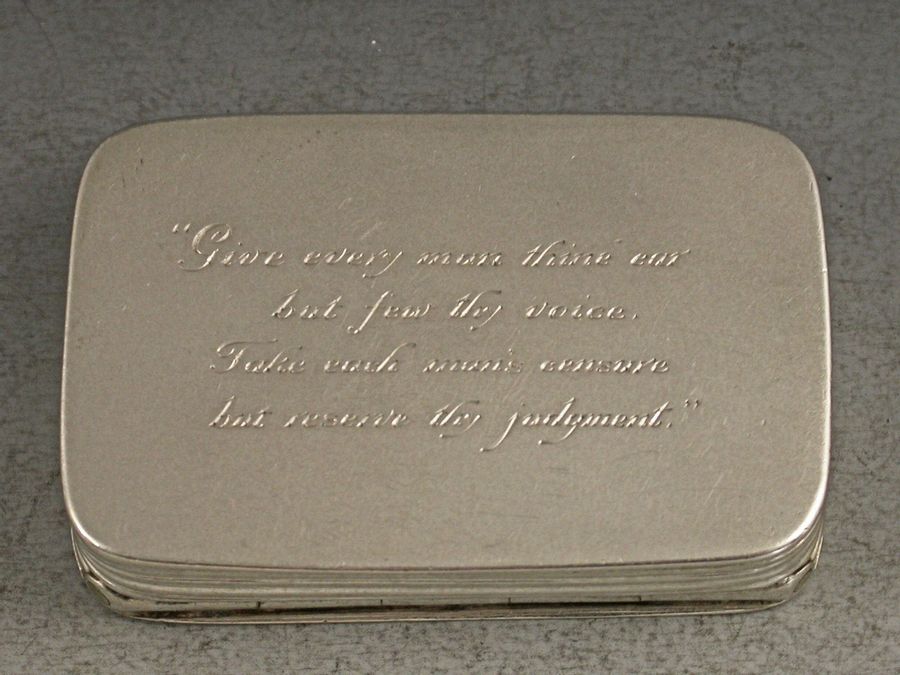 “Give every man thine ear
but few thy voice.
Take each man's censure
but reserve thy judgment.”